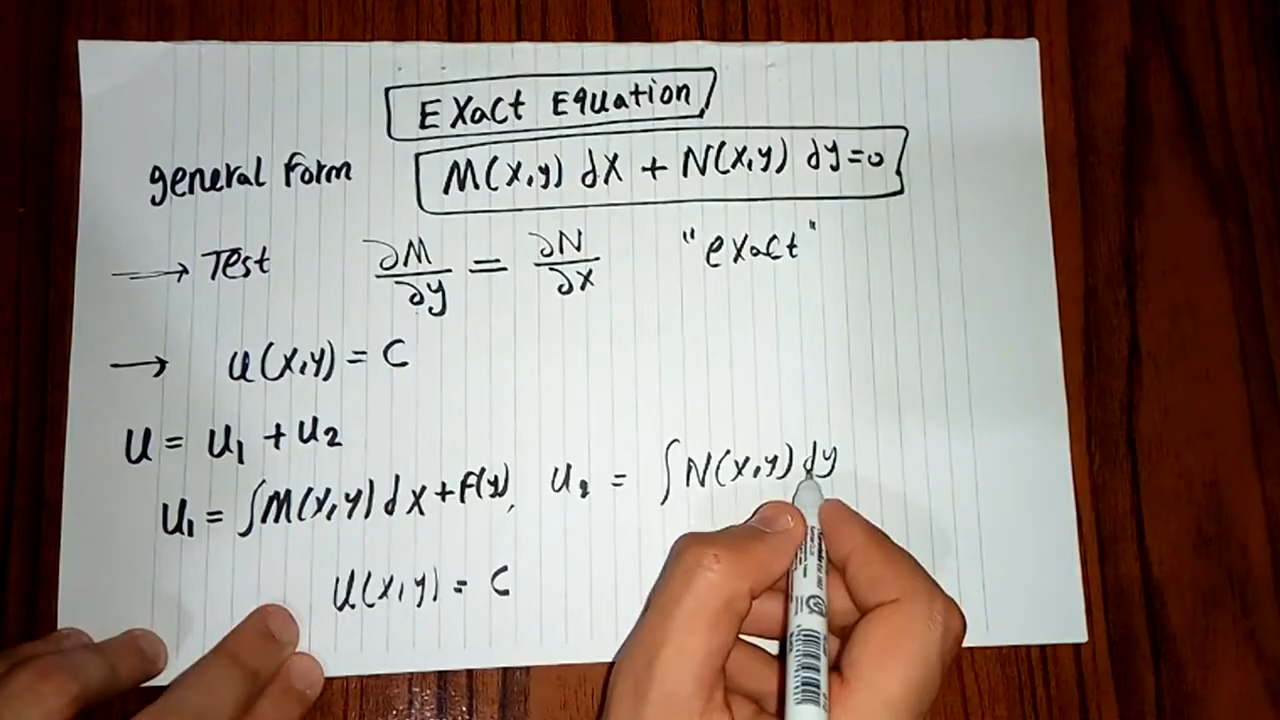 EXact Equation
general form M(x,y) dx + N(x,y) dy=0
→ Test ∂M/∂y = ∂N/∂x "exact"
→ u(x,y) = C
u = u₁ + u₂
u₁ = ∫M(x,y) dx + F(y), u₂ = ∫N(x,y) dy
u(x,y) = C